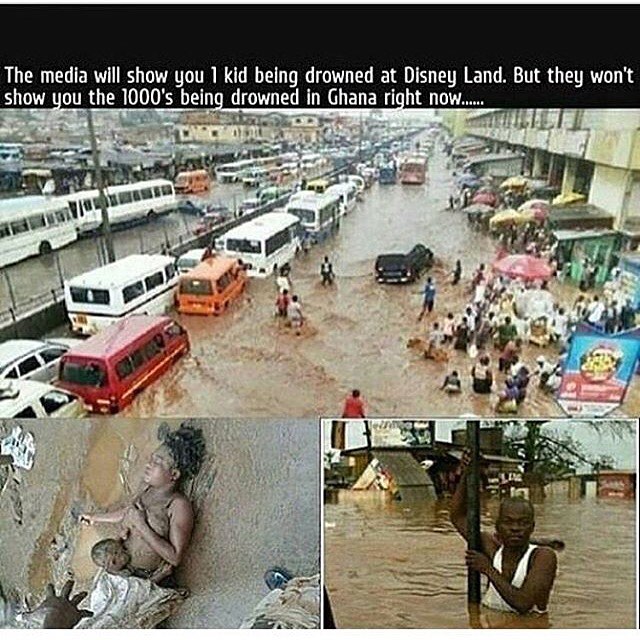 The media will show you 1 kid being drowned at Disney Land. But they won't
show you the 1000's being drowned in Ghana right now......